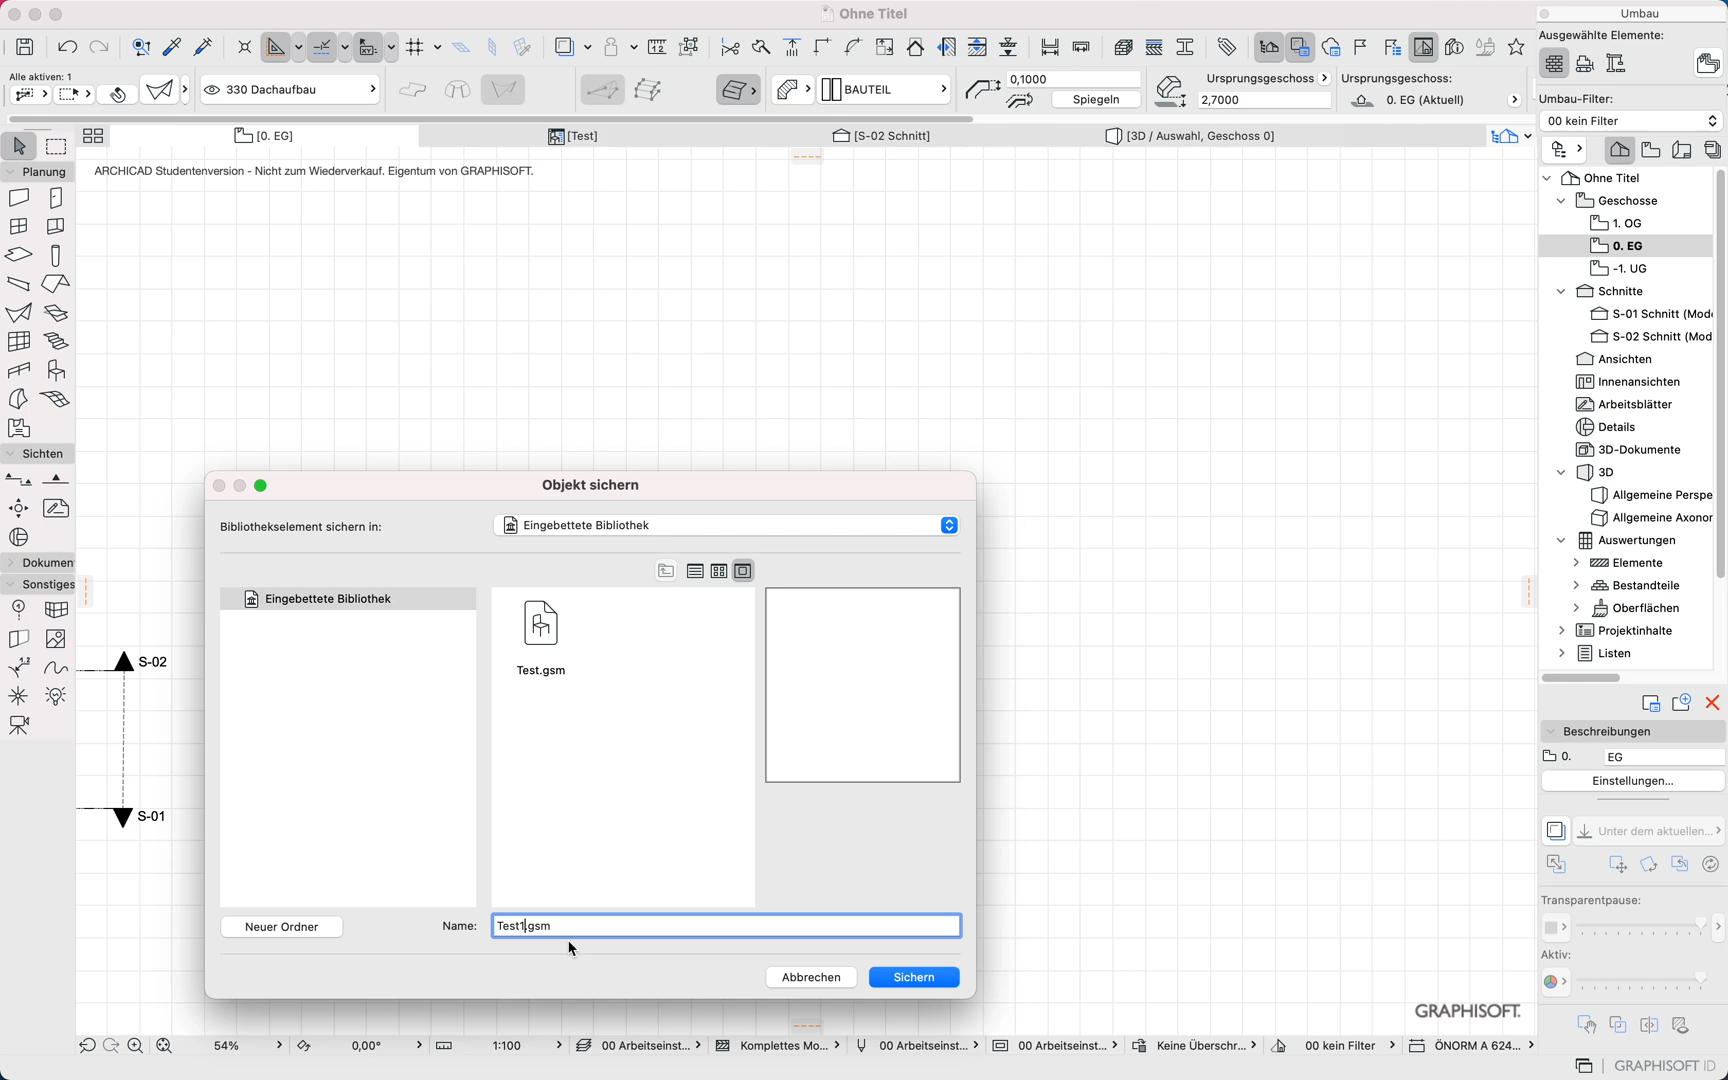 Ohne Titel
Umbau
Ausgewählte Elemente:
Alle aktiven: 1
330 Dachaufbau
BAUTEIL
0,1000
Spiegeln
Ursprungsgeschoss
2,7000
Ursprungsgeschoss:
0. EG (Aktuell)
Umbau-Filter:
00 kein Filter
[0. EG]
[Test]
[S-02 Schnitt]
[3D / Auswahl, Geschoss 0]
Planung
ARCHICAD Studentenversion - Nicht zum Wiederverkauf. Eigentum von GRAPHISOFT.
Ohne Titel
Geschosse
1. OG
0. EG
-1. UG
Schnitte
S-01 Schnitt (Mode
S-02 Schnitt (Mod
Ansichten
Innenansichten
Arbeitsblätter
Details
3D-Dokumente
3D
Allgemeine Perspe
Allgemeine Axonor
Auswertungen
Elemente
Bestandteile
Oberflächen
Projektinhalte
Listen
Sichten
Dokumen
Sonstiges
S-02
S-01
Objekt sichern
Bibliothekselement sichern in:
Eingebettete Bibliothek
Eingebettete Bibliothek
Test.gsm
Neuer Ordner
Name:
Test1.gsm
Abbrechen
Sichern
Beschreibungen
0.
EG
Einstellungen...
Unter dem aktuellen...
Transparentpause:
Aktiv:
GRAPHISOFT.
54%
0,00°
1:100
00 Arbeitseinst...
Komplettes Mo...
00 Arbeitseinst...
00 Arbeitseinst...
Keine Überschr...
00 kein Filter
ÖNORM A 624...
GRAPHISOFT ID